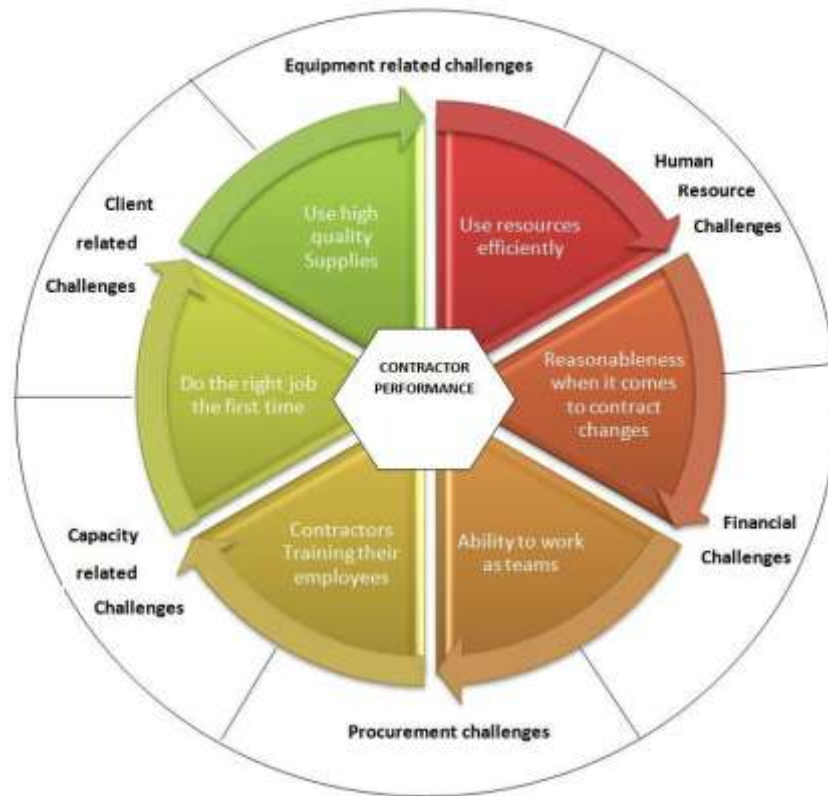 Equipment related challenges
Human
Resource
Challenges
Client
related
Challenges
Use high
quality
Supplies
Use resources
efficiently
CONTRACTOR
PERFORMANCE
Do the right job
the first time
Reasonableness
when it comes
to contract
changes
Contractors
Training their
employees
Ability to work
as teams
Capacity
related
Challenges
Financial
Challenges
Procurement challenges